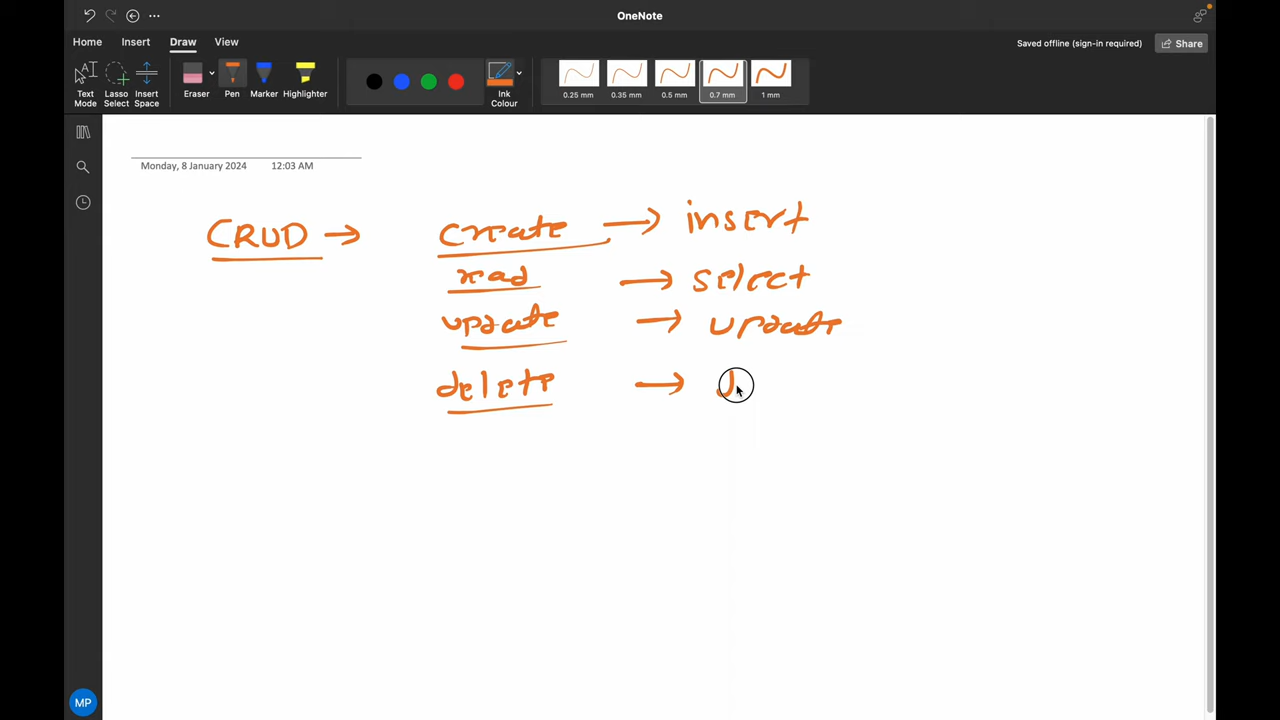 OneNote
Home Insert Draw View
Saved offline (sign-in required) Share
Text Mode Lasso Select Insert Space Eraser Pen Marker Highlighter Ink Colour 0.25 mm 0.35 mm 0.5 mm 0.7 mm 1 mm
Monday, 8 January 2024 12:03 AM
CRUD → create → insert
read → select
update → update
delete → d
MP